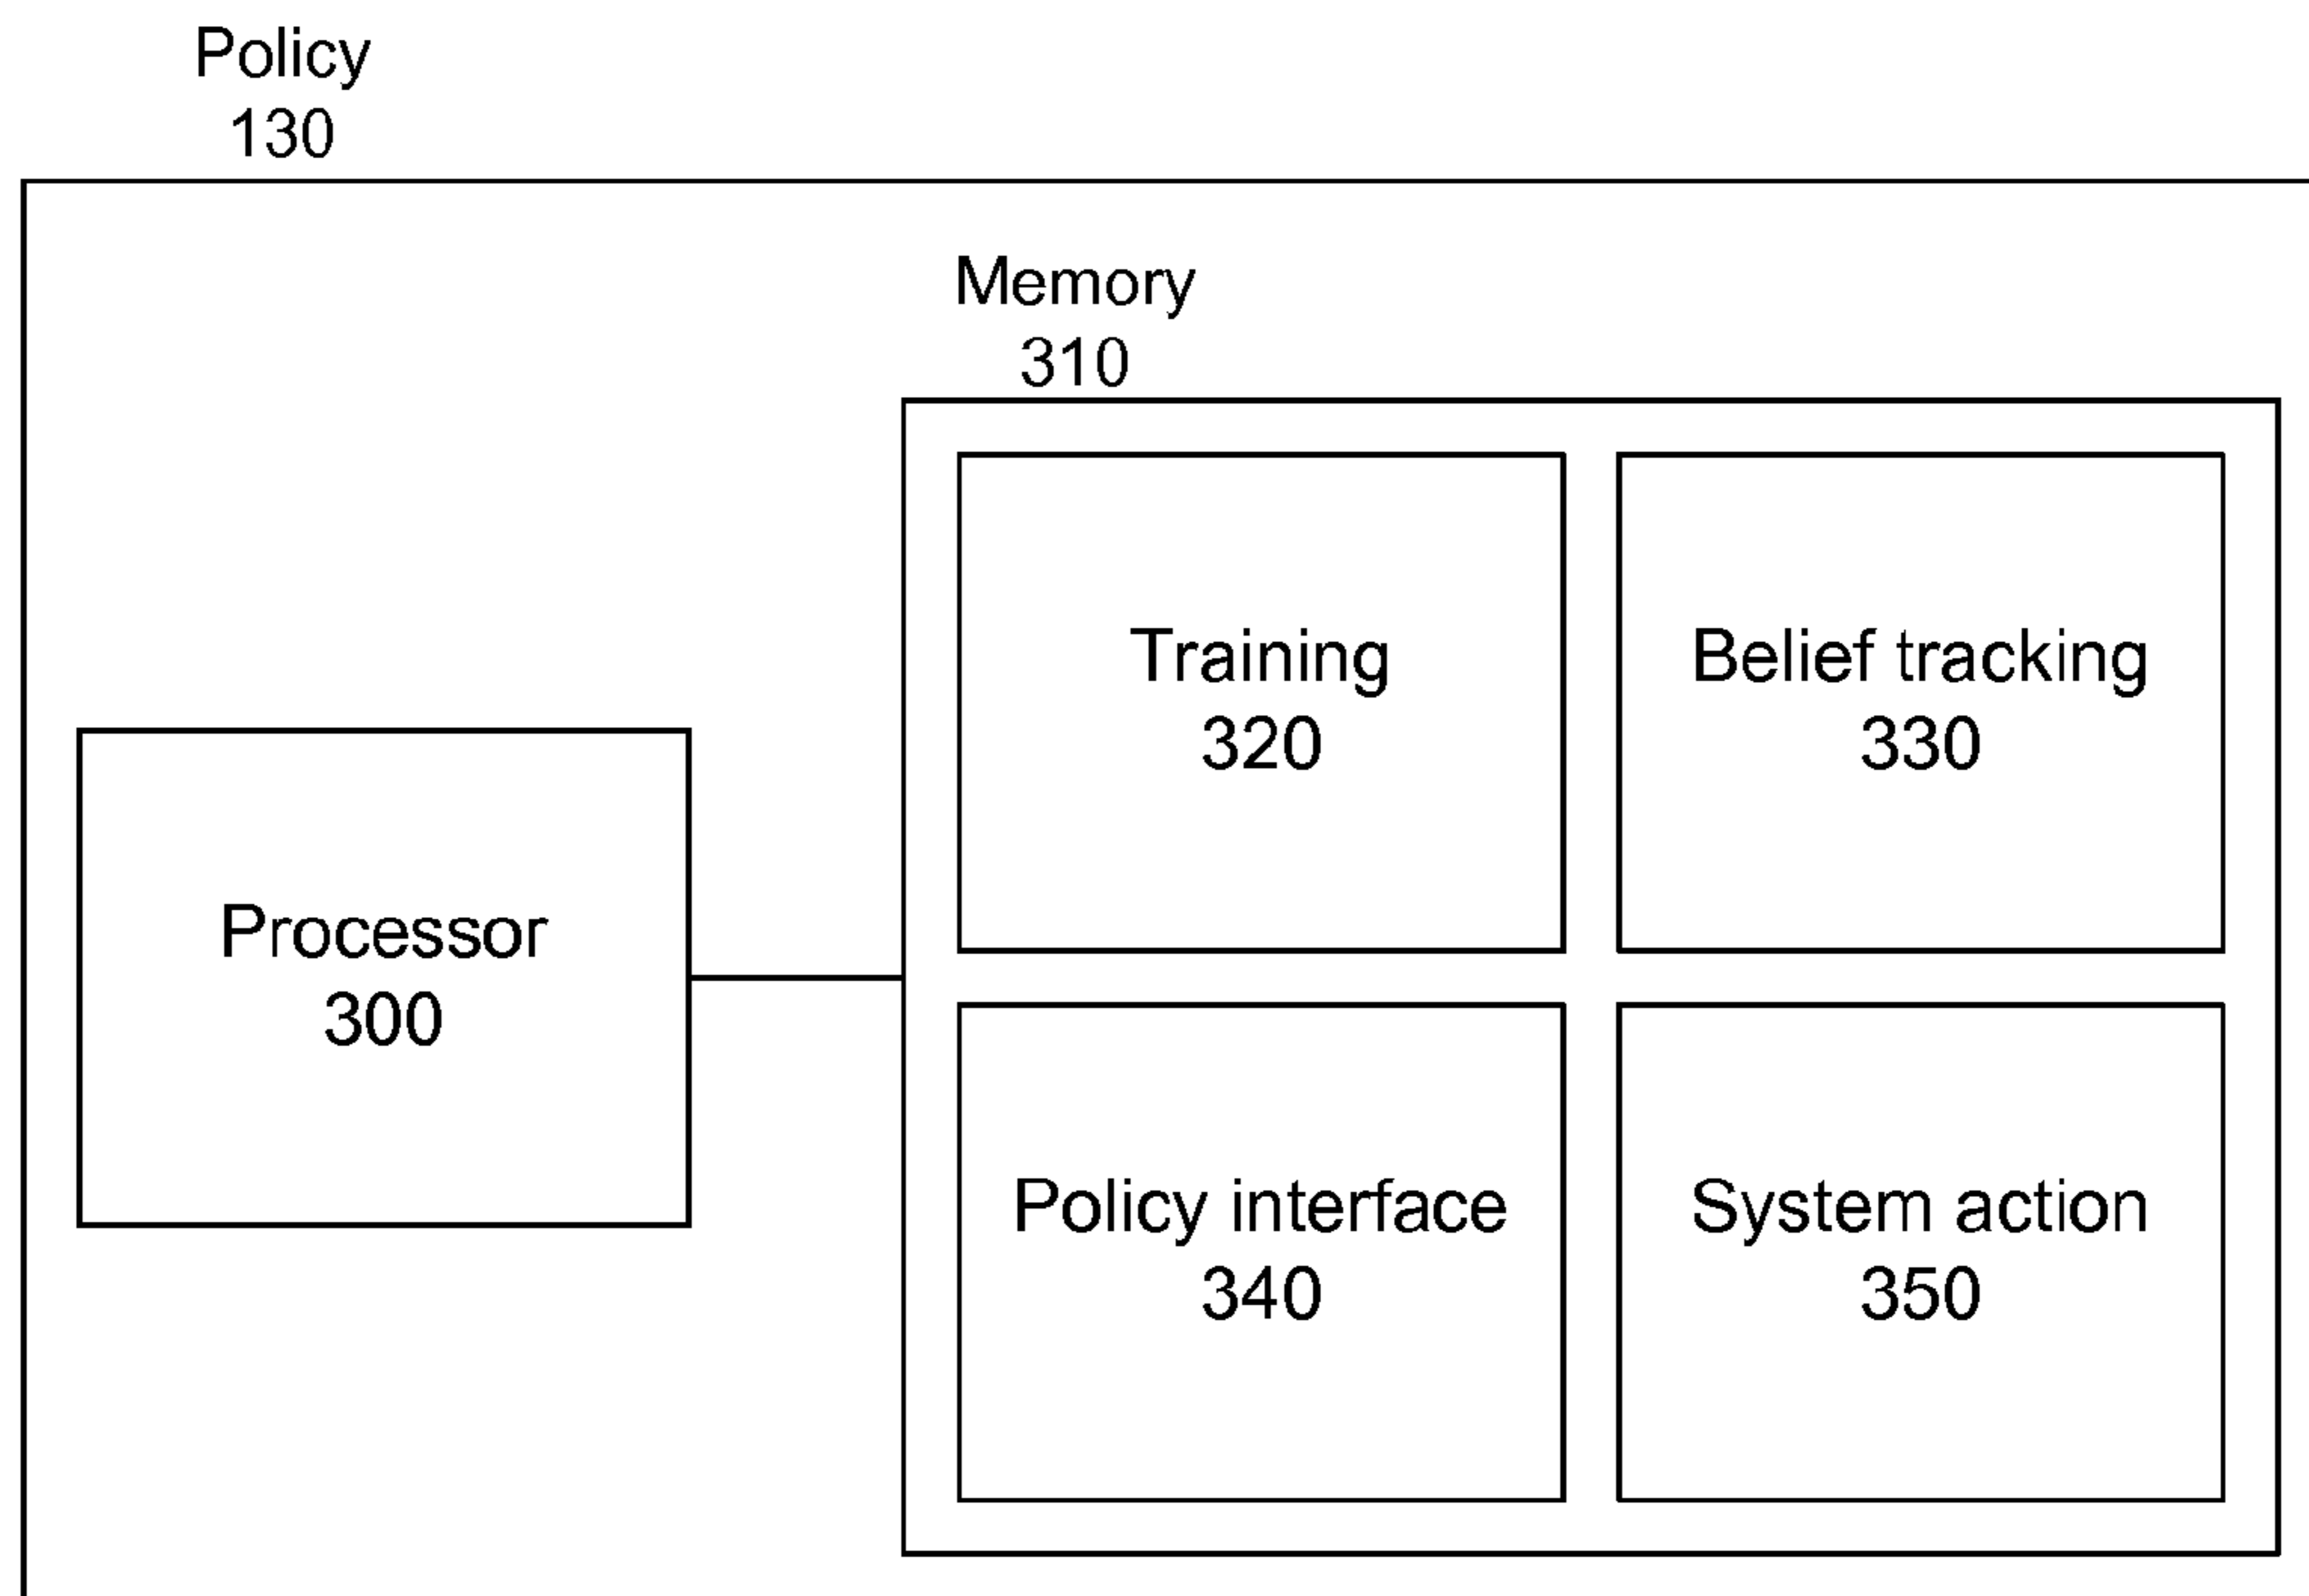 Policy
130
Memory
310
Training
320
Belief tracking
330
Processor
300
Policy interface
340
System action
350